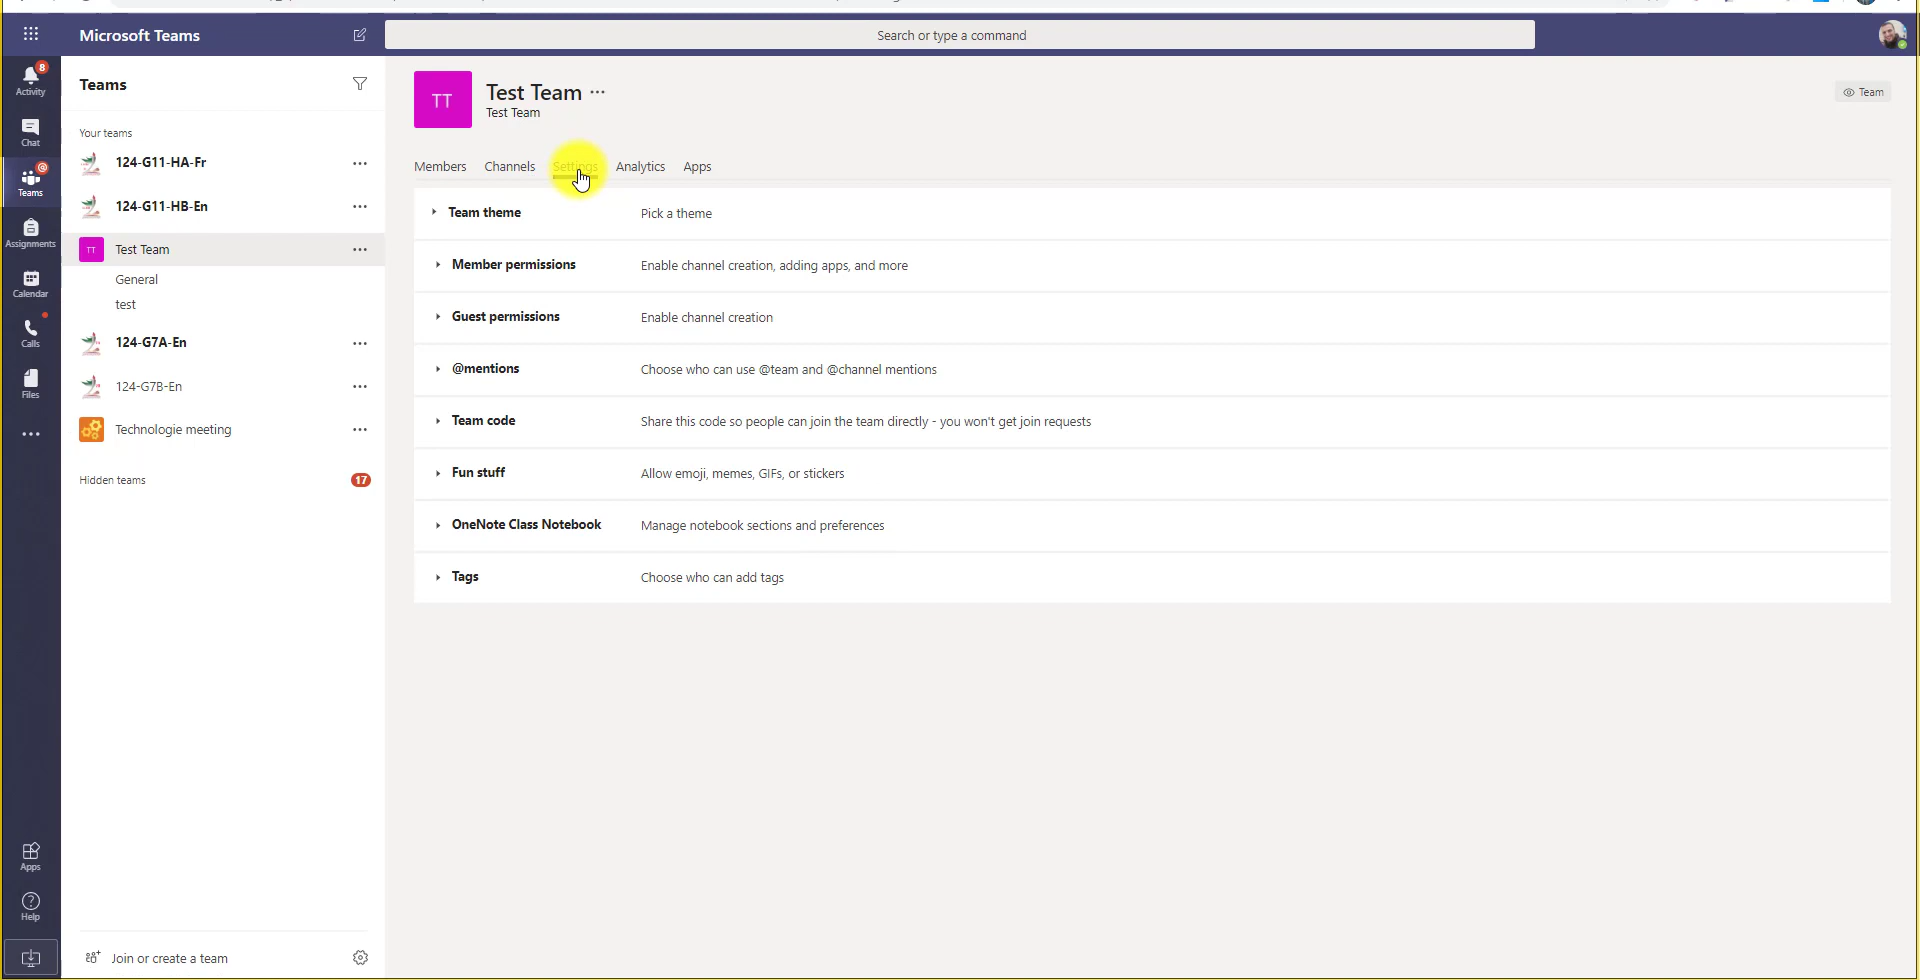 Microsoft Teams
Search or type a command
8
Activity
Chat
@
Teams
Assignments
Calendar
Calls
Files
Apps
Help
Teams
Your teams
124-G11-HA-Fr
124-G11-HB-En
TT
Test Team
General
test
124-G7A-En
124-G7B-En
Technologie meeting
Hidden teams
17
Join or create a team
TT
Test Team
Test Team
Team
Members Channels Settings Analytics Apps
Team theme Pick a theme
Member permissions Enable channel creation, adding apps, and more
Guest permissions Enable channel creation
@mentions Choose who can use @team and @channel mentions
Team code Share this code so people can join the team directly - you won't get join requests
Fun stuff Allow emoji, memes, GIFs, or stickers
OneNote Class Notebook Manage notebook sections and preferences
Tags Choose who can add tags